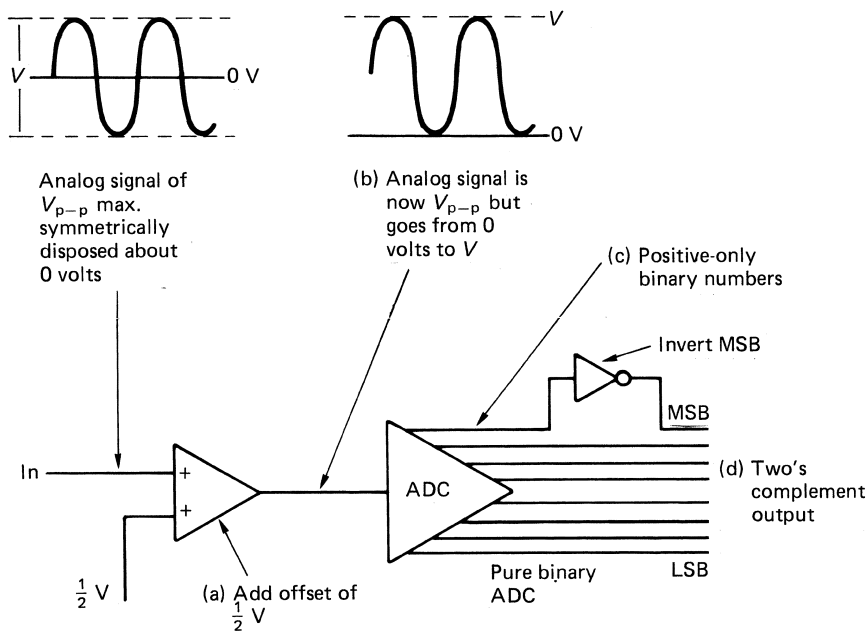 V
0 V
V
0 V
Analog signal of
V p–p max.
symmetrically
disposed about
0 volts
(b) Analog signal is
now V p–p but
goes from 0
volts to V
(c) Positive-only
binary numbers
Invert MSB
MSB
In
+
+
ADC
(d) Two's
complement
output
½ V
(a) Add offset of
½ V
Pure binary
ADC
LSB